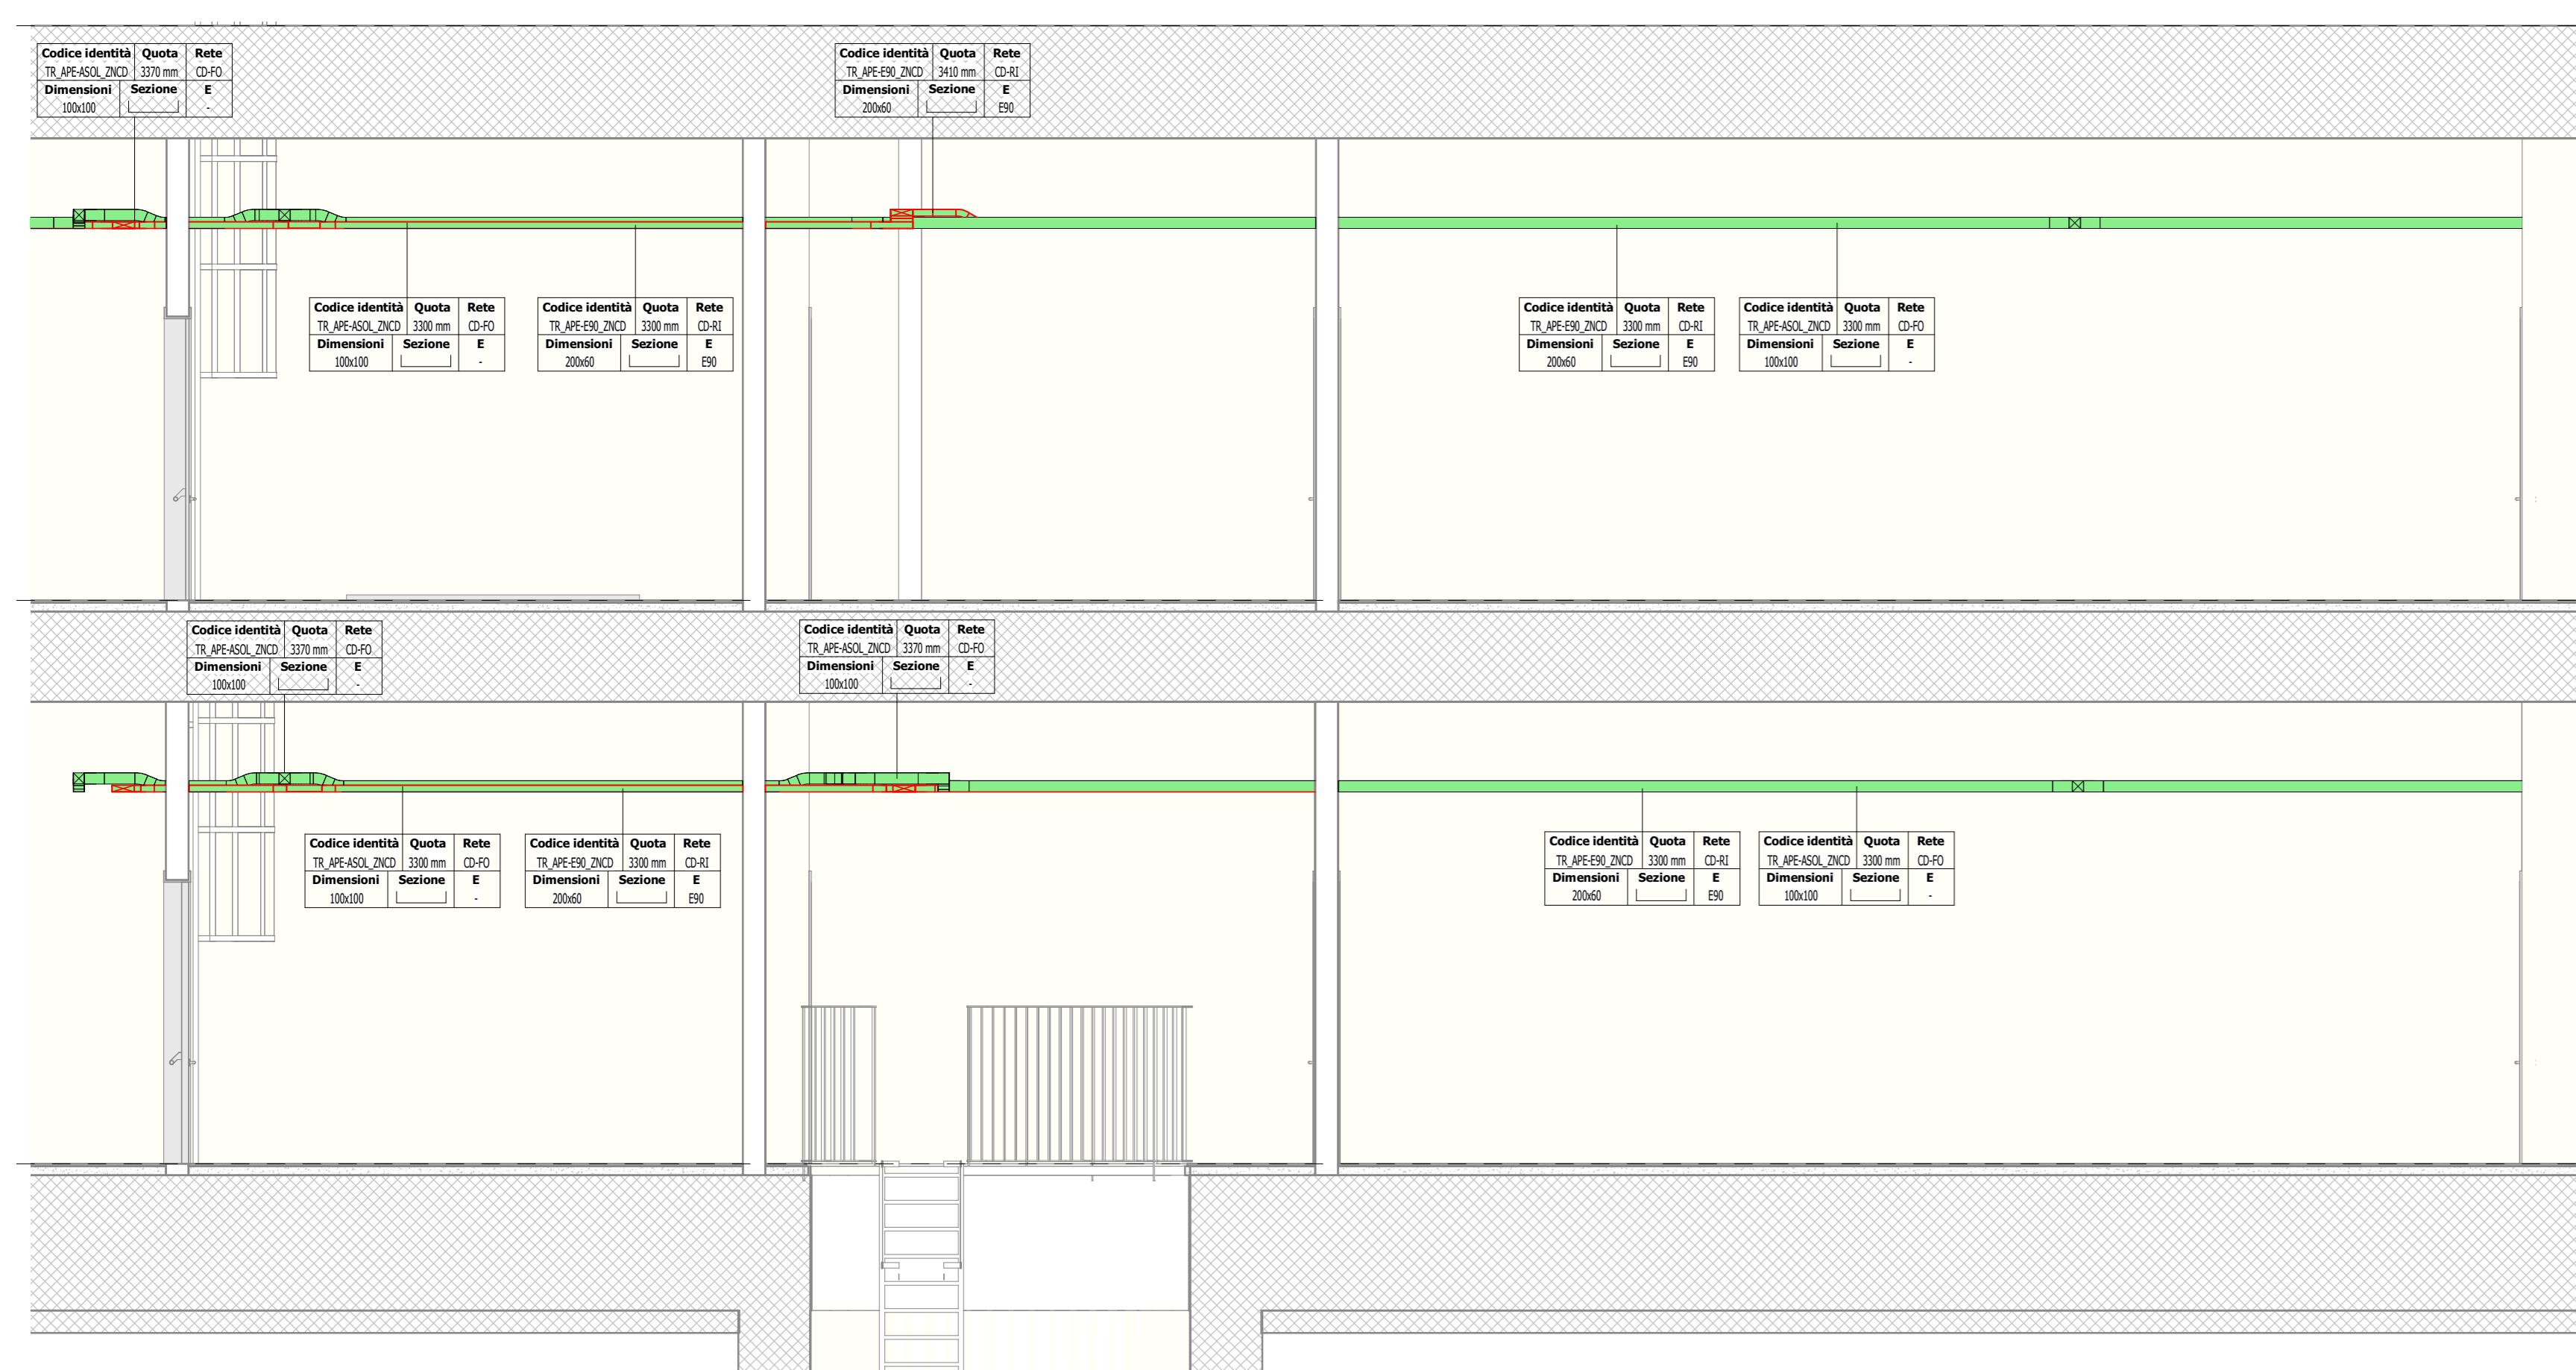 Codice identità Quota Rete
TR_APE-ASOL_ZNCD 3370 mm CD-FO
Dimensioni Sezione E
100x100 -
Codice identità Quota Rete
TR_APE-E90_ZNCD 3410 mm CD-RI
Dimensioni Sezione E
200x60 E90
Codice identità Quota Rete
TR_APE-ASOL_ZNCD 3300 mm CD-FO
Dimensioni Sezione E
100x100 -
Codice identità Quota Rete
TR_APE-E90_ZNCD 3300 mm CD-RI
Dimensioni Sezione E
200x60 E90
Codice identità Quota Rete
TR_APE-E90_ZNCD 3300 mm CD-RI
Dimensioni Sezione E
200x60 E90
Codice identità Quota Rete
TR_APE-ASOL_ZNCD 3300 mm CD-FO
Dimensioni Sezione E
100x100 -
Codice identità Quota Rete
TR_APE-ASOL_ZNCD 3370 mm CD-FO
Dimensioni Sezione E
100x100 -
Codice identità Quota Rete
TR_APE-ASOL_ZNCD 3370 mm CD-FO
Dimensioni Sezione E
100x100 -
Codice identità Quota Rete
TR_APE-ASOL_ZNCD 3300 mm CD-FO
Dimensioni Sezione E
100x100 -
Codice identità Quota Rete
TR_APE-E90_ZNCD 3300 mm CD-RI
Dimensioni Sezione E
200x60 E90
Codice identità Quota Rete
TR_APE-E90_ZNCD 3300 mm CD-RI
Dimensioni Sezione E
200x60 E90
Codice identità Quota Rete
TR_APE-ASOL_ZNCD 3300 mm CD-FO
Dimensioni Sezione E
100x100 -